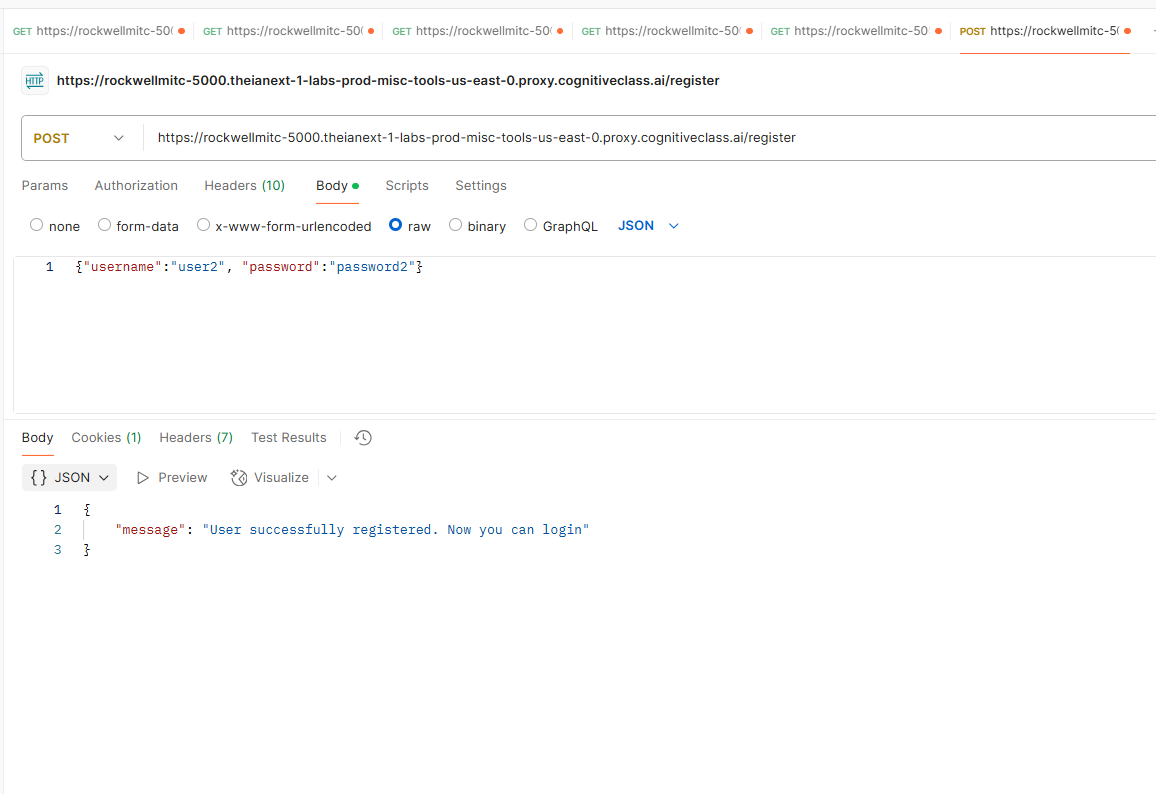 GET https://rockwellmitc-500 GET https://rockwellmitc-500 GET https://rockwellmitc-500 GET https://rockwellmitc-500 GET https://rockwellmitc-500 POST https://rockwellmitc-50
HTTP https://rockwellmitc-5000.theianext-1-labs-prod-misc-tools-us-east-0.proxy.cognitiveclass.ai/register
POST https://rockwellmitc-5000.theianext-1-labs-prod-misc-tools-us-east-0.proxy.cognitiveclass.ai/register
Params Authorization Headers (10) Body Scripts Settings
none form-data x-www-form-urlencoded raw binary GraphQL JSON
1 {"username":"user2", "password":"password2"}
Body Cookies (1) Headers (7) Test Results
{} JSON Preview Visualize
1 {
2 "message": "User successfully registered. Now you can login"
3 }